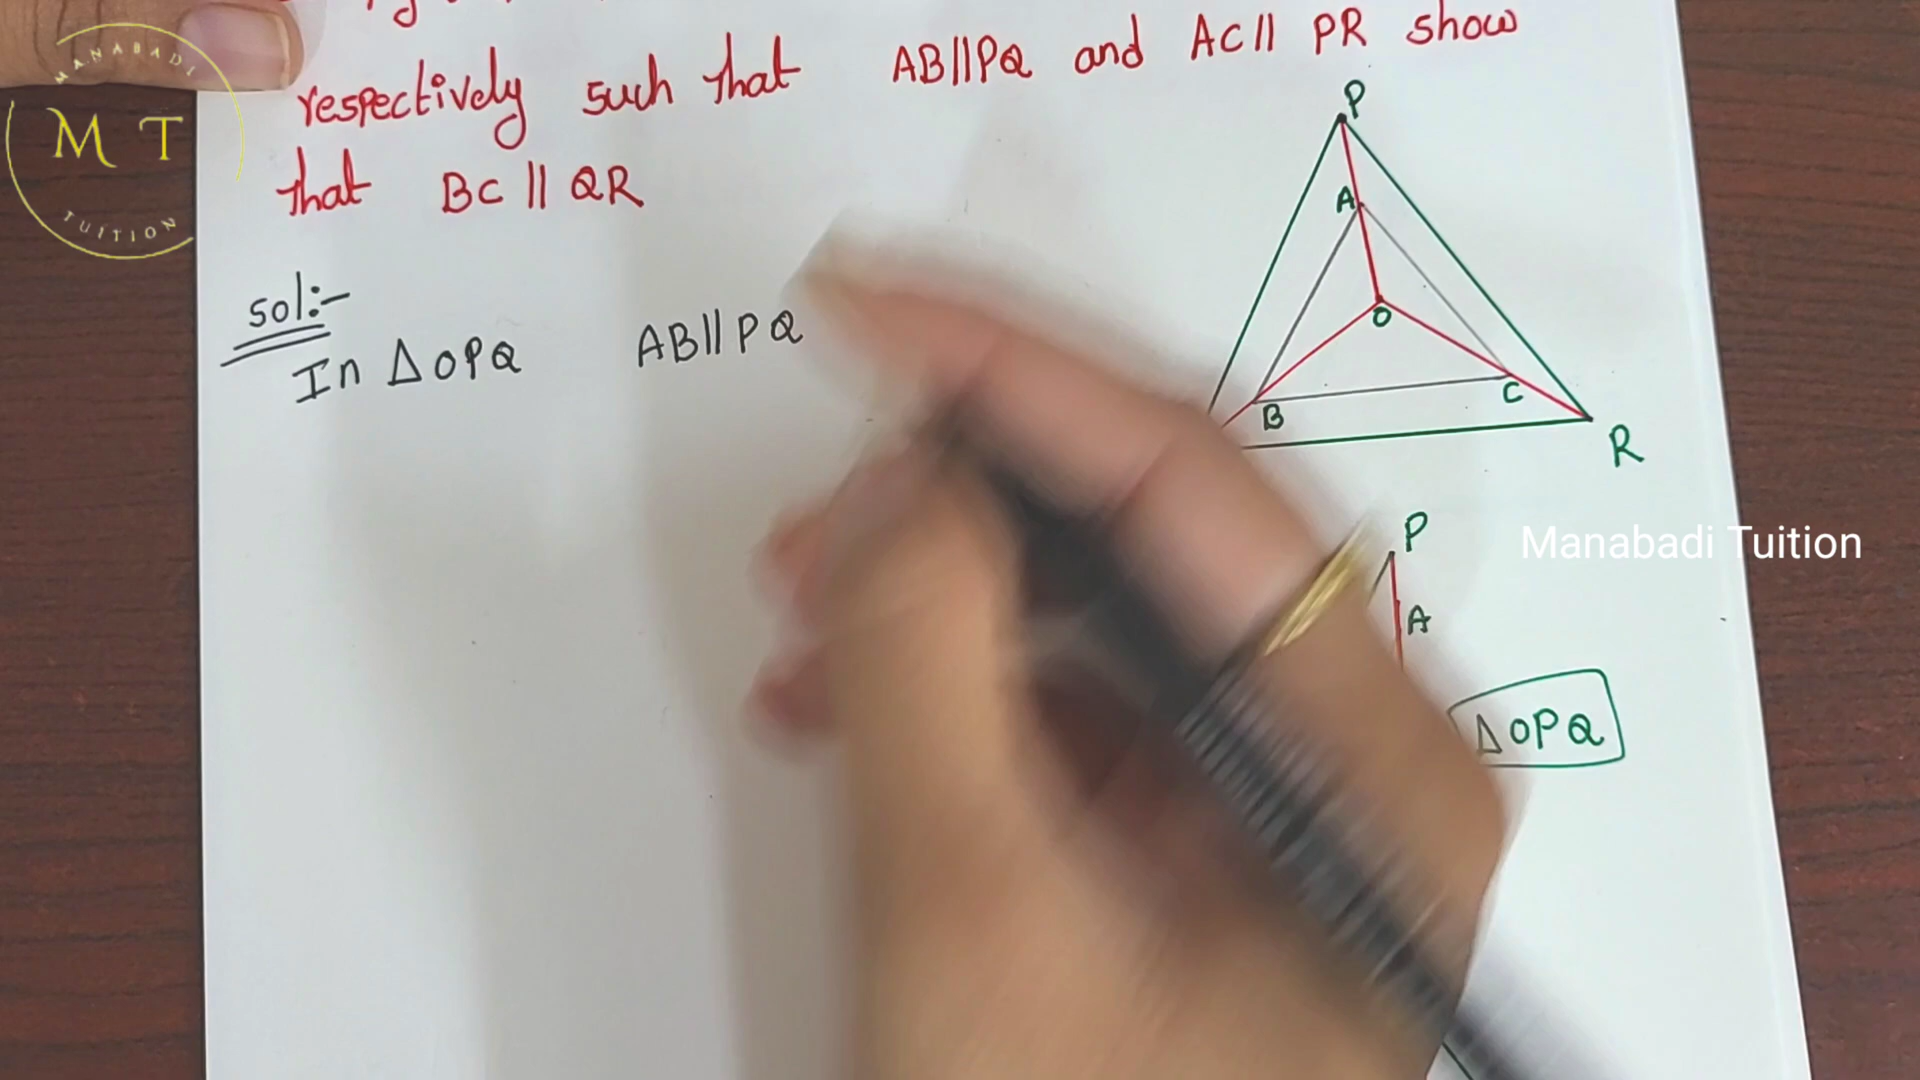 respectively such that AB||PQ and AC|| PR show
that BC || QR
Sol:-
In Δ OPQ AB || PQ
P
A
O
B
C
R
P
A
Δ OPQ
MANABADI
M T
TUITION
Manabadi Tuition